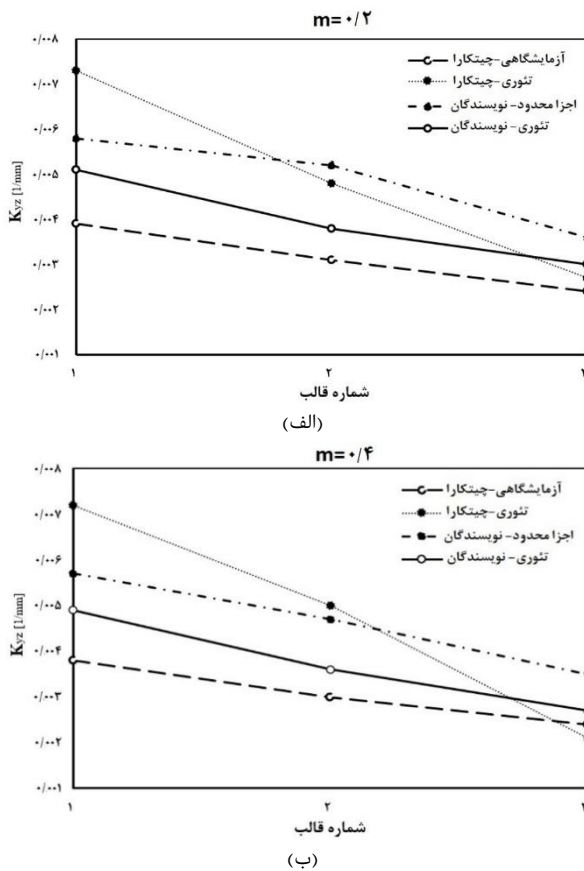 m=۰/۲
۰/۰۰۸
۰/۰۰۷
۰/۰۰۶
۰/۰۰۵
۰/۰۰۴
۰/۰۰۳
۰/۰۰۲
۰/۰۰۱
Kyz [1/mm]
آزمایشگاهی-چیتکارا
تئوری-چیتکارا
اجزا محدود- نویسندگان
تئوری- نویسندگان
۱
۲
شماره قالب
(الف)
m=۰/۴
۰/۰۰۸
۰/۰۰۷
۰/۰۰۶
۰/۰۰۵
۰/۰۰۴
۰/۰۰۳
۰/۰۰۲
۰/۰۰۱
Kyz [1/mm]
آزمایشگاهی-چیتکارا
تئوری-چیتکارا
اجزا محدود- نویسندگان
تئوری- نویسندگان
۱
۲
شماره قالب
(ب)